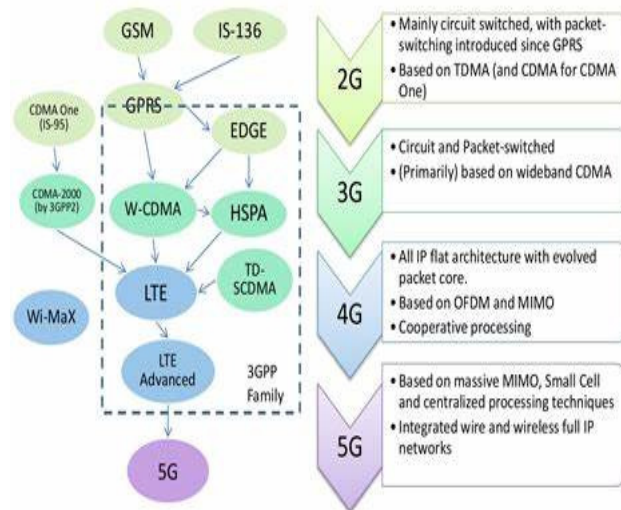 GSM
IS-136
GPRS
CDMA One
(IS-95)
EDGE
CDMA-2000
(by 3GPP2)
W-CDMA
HSPA
LTE
TD-
SCDMA
Wi-MaX
LTE
Advanced
3GPP
Family
5G
2G
• Mainly circuit switched, with packet-
switching introduced since GPRS
• Based on TDMA (and CDMA for CDMA
One)
3G
• Circuit and Packet-switched
• (Primarily) based on wideband CDMA
4G
• All IP flat architecture with evolved
packet core.
• Based on OFDM and MIMO
• Cooperative processing
5G
• Based on massive MIMO, Small Cell
and centralized processing techniques
• Integrated wire and wireless full IP
networks